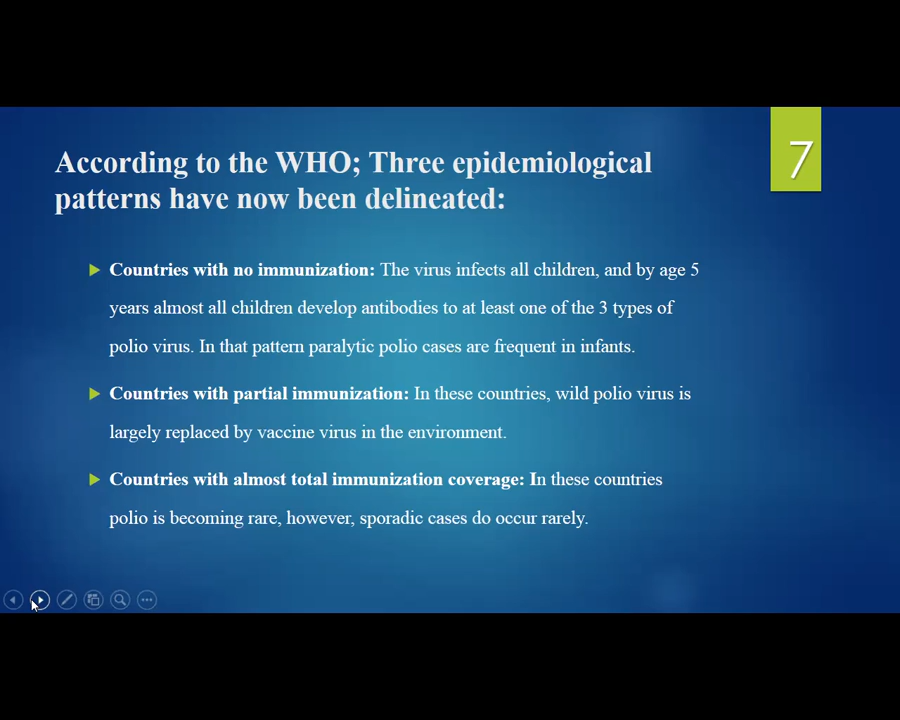 7
According to the WHO; Three epidemiological
patterns have now been delineated:
Countries with no immunization: The virus infects all children, and by age 5
years almost all children develop antibodies to at least one of the 3 types of
polio virus. In that pattern paralytic polio cases are frequent in infants.
Countries with partial immunization: In these countries, wild polio virus is
largely replaced by vaccine virus in the environment.
Countries with almost total immunization coverage: In these countries
polio is becoming rare, however, sporadic cases do occur rarely.